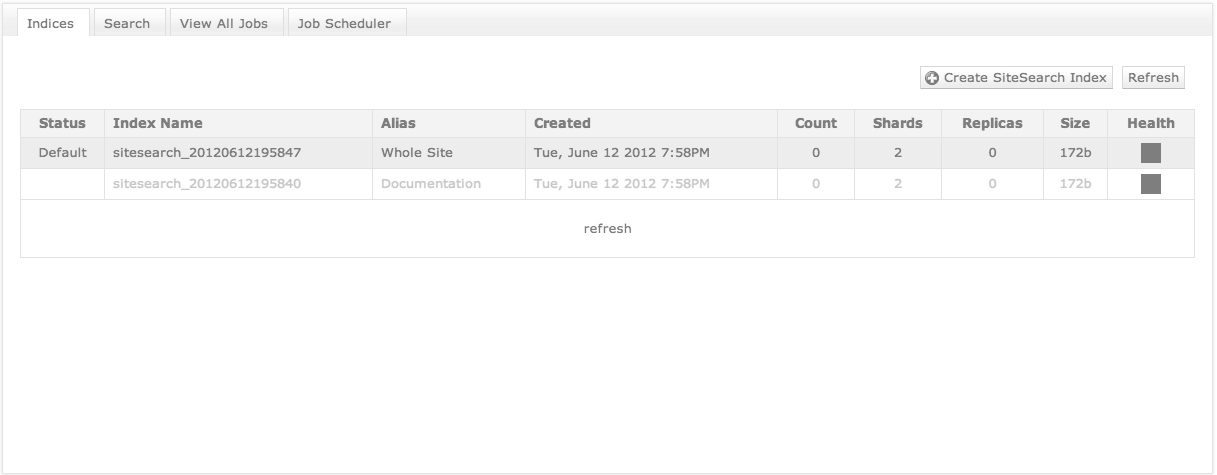 Indices Search View All Jobs Job Scheduler
Create SiteSearch Index Refresh
Status Index Name Alias Created Count Shards Replicas Size Health
Default sitesearch_20120612195847 Whole Site Tue, June 12 2012 7:58PM 0 2 0 172b
sitesearch_20120612195840 Documentation Tue, June 12 2012 7:58PM 0 2 0 172b
refresh